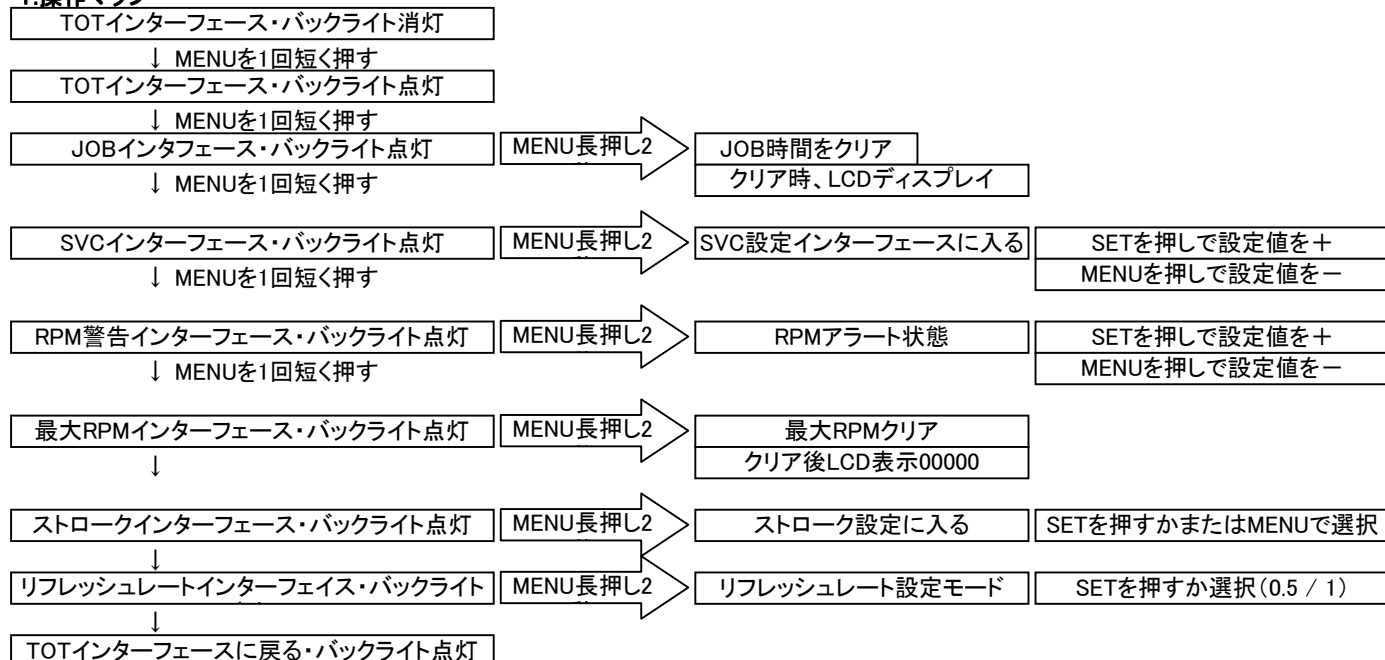 1.操作マップ
TOTインターフェース・バックライト消灯
↓ MENUを1回短く押す
TOTインターフェース・バックライト点灯
↓ MENUを1回短く押す
JOBインタフェース・バックライト点灯 MENU長押し2 JOB時間をクリア
クリア時、LCDディスプレイ
↓ MENUを1回短く押す
SVCインターフェース・バックライト点灯 MENU長押し2 SVC設定インターフェースに入る SETを押しで設定値を＋
↓ MENUを1回短く押す MENUを押しで設定値をー
RPM警告インターフェース・バックライト点灯 MENU長押し2 RPMアラート状態 SETを押しで設定値を＋
↓ MENUを1回短く押す MENUを押しで設定値をー
最大RPMインターフェース・バックライト点灯 MENU長押し2 最大RPMクリア
↓ クリア後LCD表示00000
ストロークインターフェース・バックライト点灯 MENU長押し2 ストローク設定に入る SETを押すかまたはMENUで選択
↓
リフレッシュレートインターフェイス・バックライト MENU長押し2 リフレッシュレート設定モード SETを押すか選択（0.5 / 1）
↓
TOTインターフェースに戻る・バックライト点灯